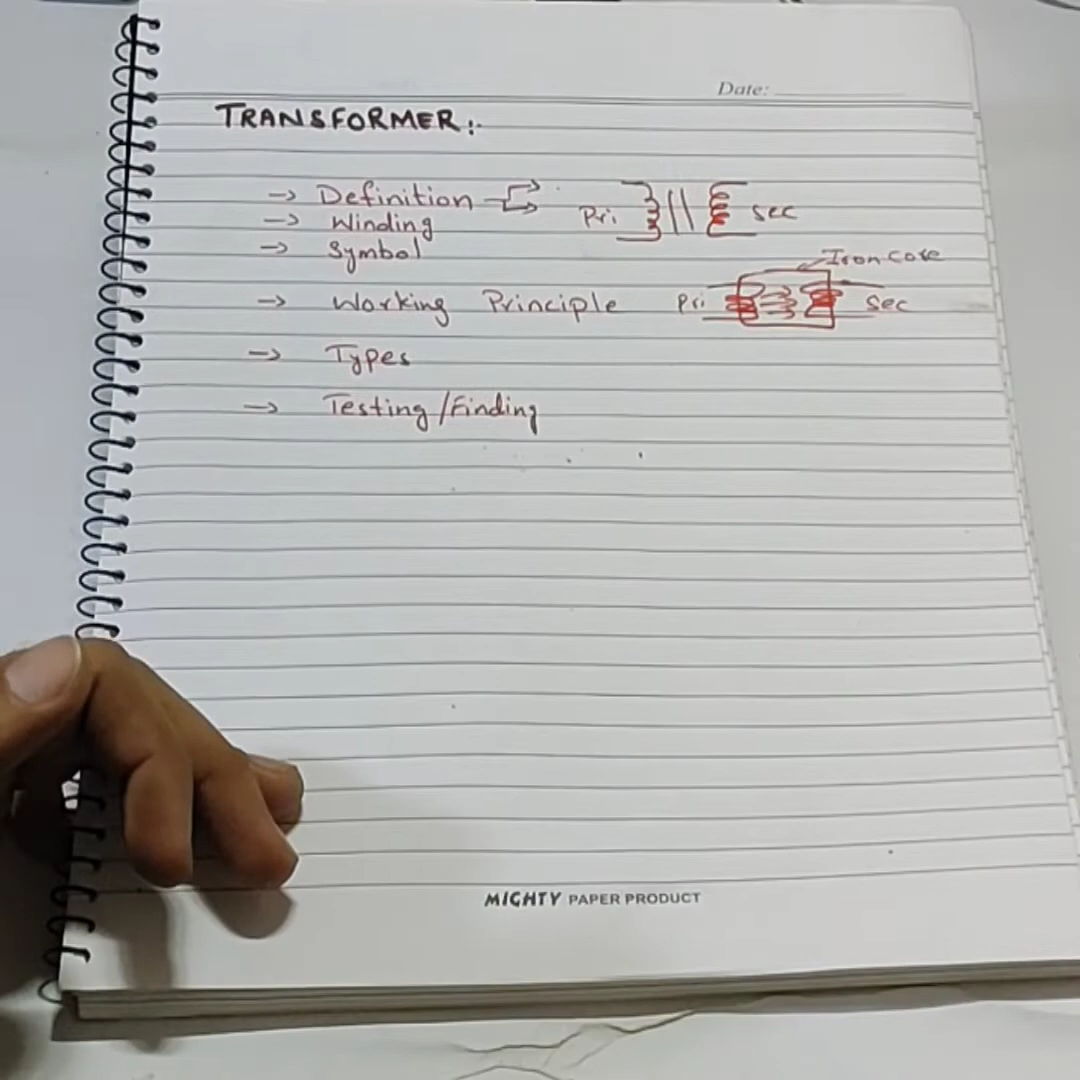 Date:
TRANSFORMER:-
→ Definition
→ Winding
→ Symbol
Pri Sec
Iron Core
→ Working Principle Pri Sec
→ Types
→ Testing/Finding
MIGHTY PAPER PRODUCT